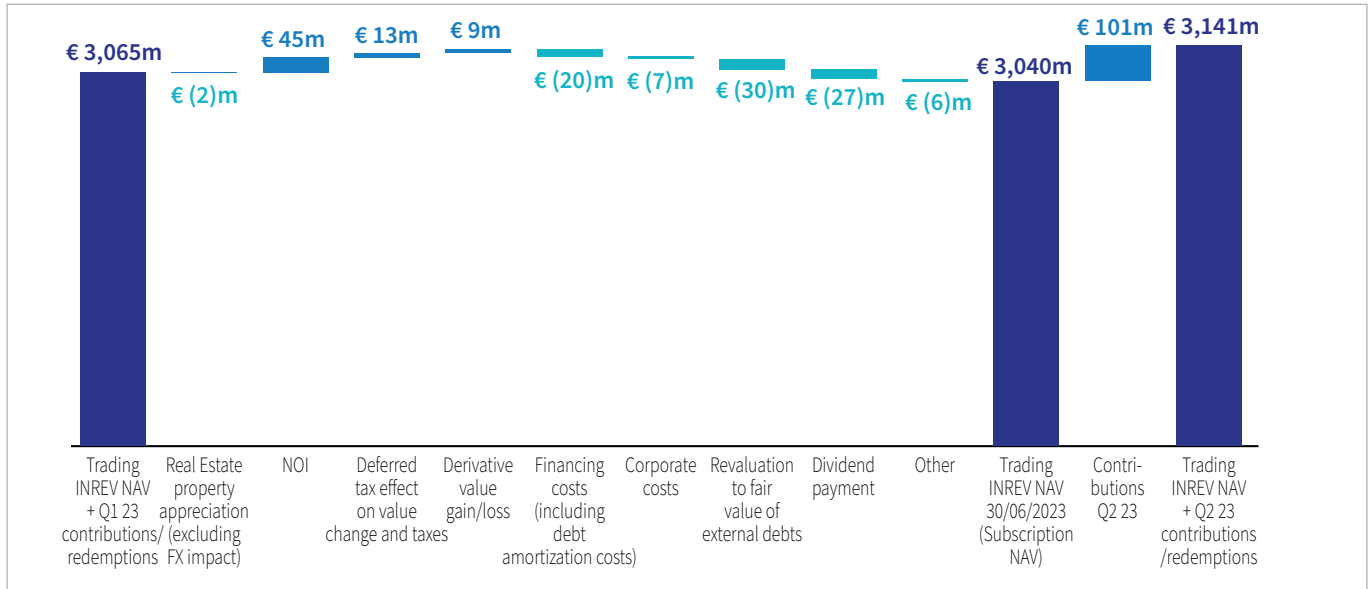 € 3,065m
€ (2)m
€ 45m
€ 13m
€ 9m
€ (20)m
€ (7)m
€ (30)m
€ (27)m
€ (6)m
€ 3,040m
€ 101m
€ 3,141m
Trading
INREV NAV
+ Q1 23
contributions/
redemptions
Real Estate
property
appreciation
(excluding
FX impact)
NOI
Deferred
tax effect
on value
change and taxes
Derivative
value
gain/loss
Financing
costs
(including
debt
amortization costs)
Corporate
costs
Revaluation
to fair
value of
external debts
Dividend
payment
Other
Trading
INREV NAV
30/06/2023
(Subscription
NAV)
Contri-
butions
Q2 23
Trading
INREV NAV
+ Q2 23
contributions
/redemptions